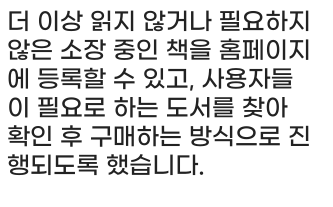 더 이상 읽지 않거나 필요하지
않은 소장 중인 책을 홈페이지
에 등록할 수 있고, 사용자들
이 필요로 하는 도서를 찾아
확인 후 구매하는 방식으로 진
행되도록 했습니다.